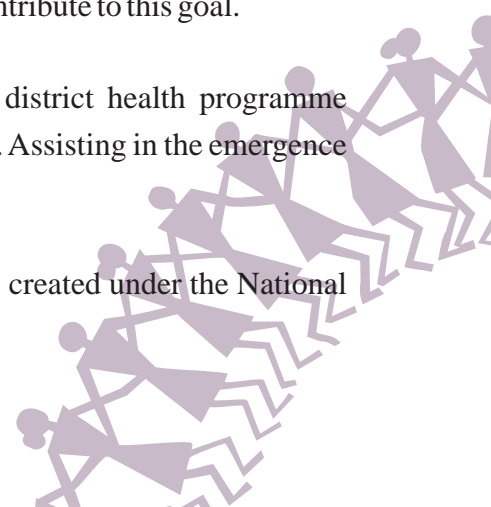 ntribute to this goal.
district health programme
. Assisting in the emergence
created under the National